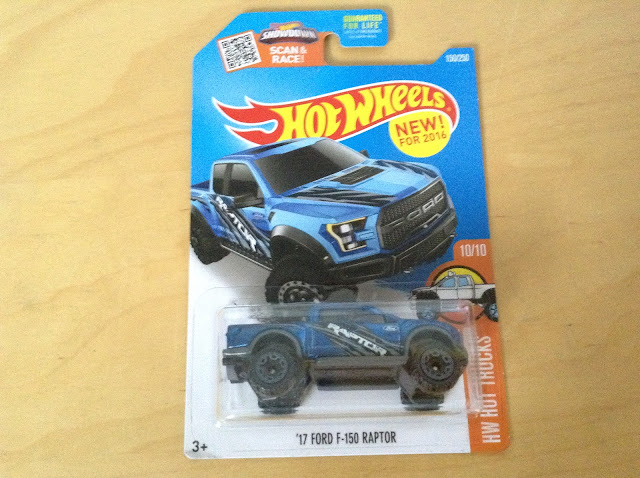 SHOWDOWN
SCAN &
RACE!
GUARANTEED
FOR LIFE
150/250
HOT WHEELS
NEW!
FOR 2016
RAPTOR
10/10
RAPTOR
Ford
HW HOT TRUCKS
'17 FORD F-150 RAPTOR
3+